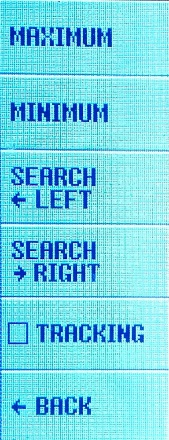 MAXIMUM
MINIMUM
SEARCH
← LEFT
SEARCH
→ RIGHT
□ TRACKING
← BACK